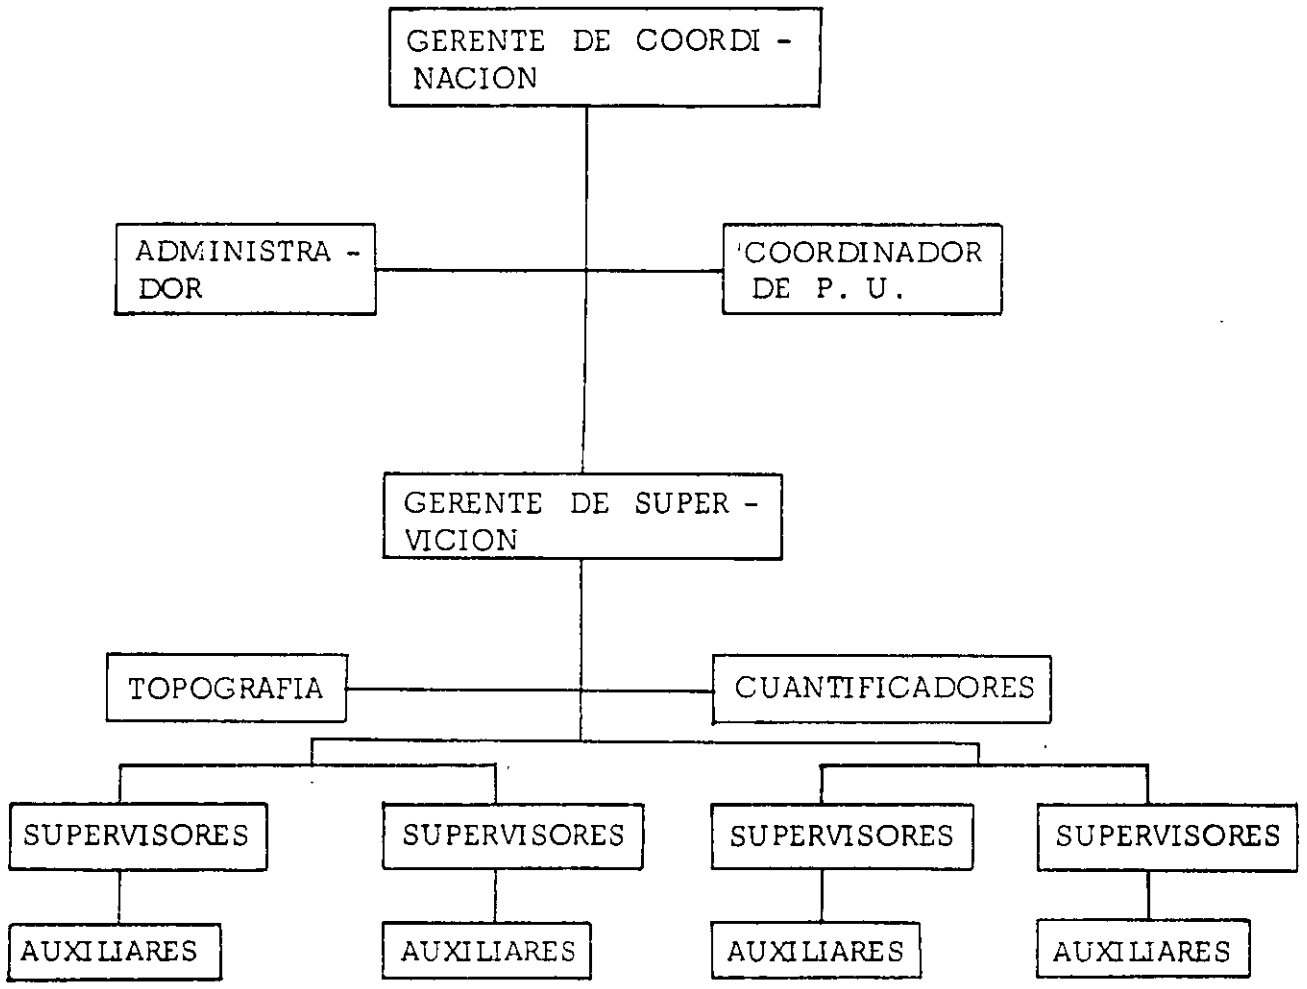 GERENTE DE COORDI -
NACION
ADMINISTRA -
DOR
COORDINADOR
DE P. U.
GERENTE DE SUPER -
VICION
TOPOGRAFIA
CUANTIFICADORES
SUPERVISORES
SUPERVISORES
SUPERVISORES
SUPERVISORES
AUXILIARES
AUXILIARES
AUXILIARES
AUXILIARES